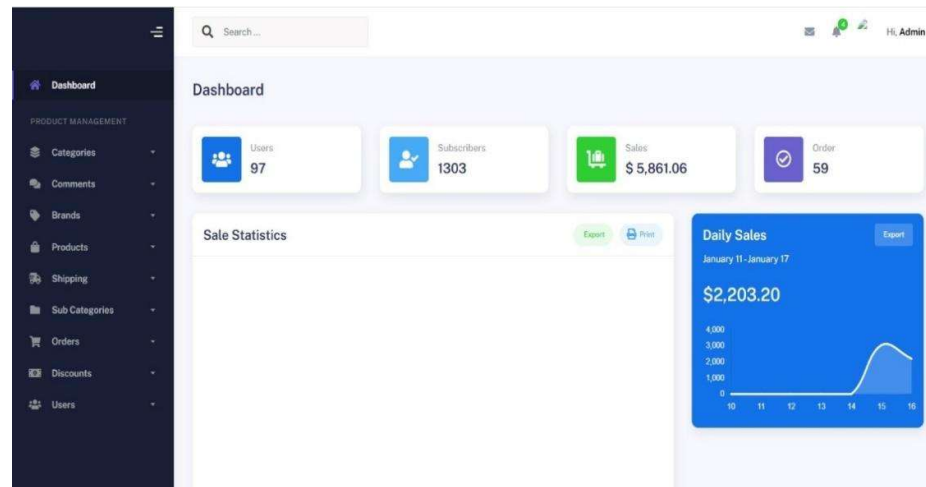 Search...
4
Hi, Admin
Dashboard
PRODUCT MANAGEMENT
Categories
Comments
Brands
Products
Shipping
Sub Categories
Orders
Discounts
Users
Dashboard
Users
97
Subscribers
1303
Sales
$ 5,861.06
Order
59
Sale Statistics
Export
Print
Daily Sales
Export
January 11 - January 17
$2,203.20
4,000
3,000
2,000
1,000
0
10 11 12 13 14 15 16